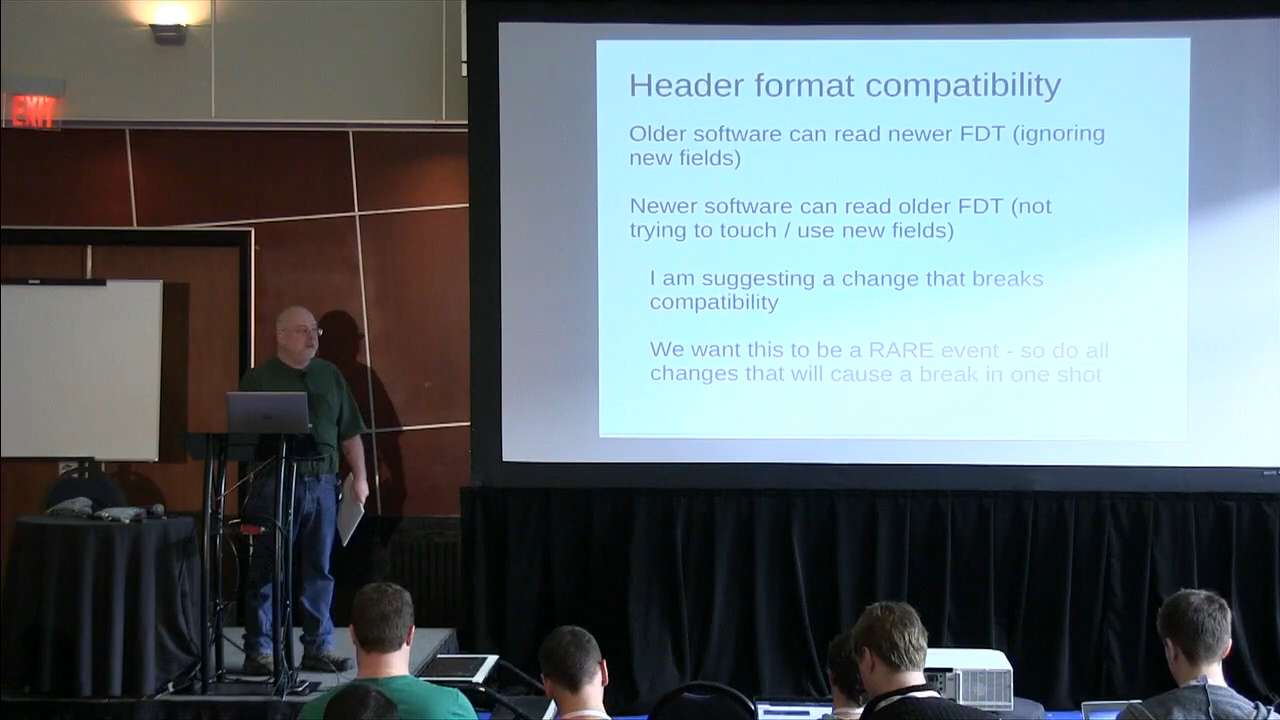 EXIT
Header format compatibility
Older software can read newer FDT (ignoring
new fields)
Newer software can read older FDT (not
trying to touch / use new fields)
I am suggesting a change that breaks
compatibility
We want this to be a RARE event - so do all
changes that will cause a break in one shot